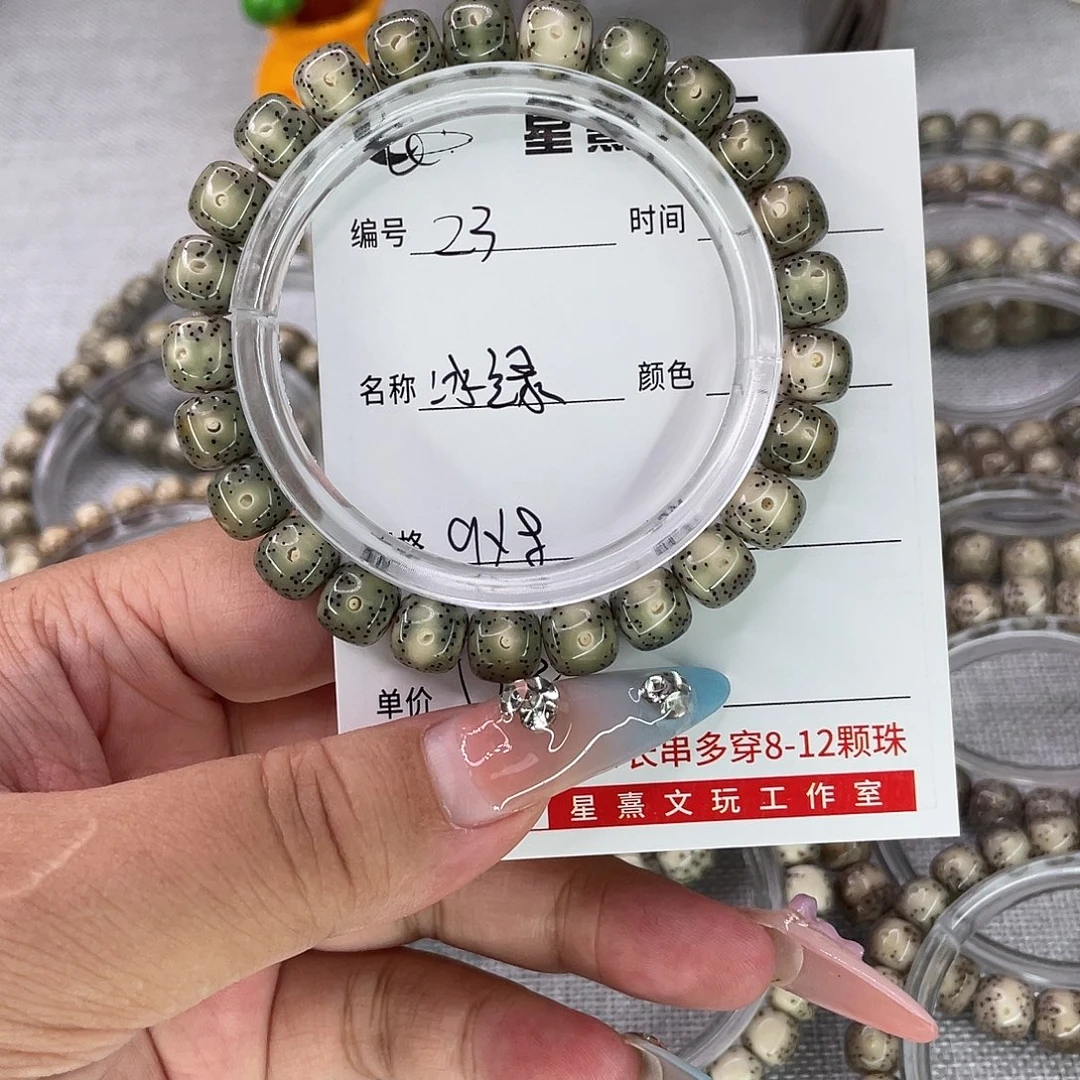 星熹
编号 23 时间
名称 冰绿 颜色
格 9X8
单价
长串多穿8-12颗珠
星熹文玩工作室